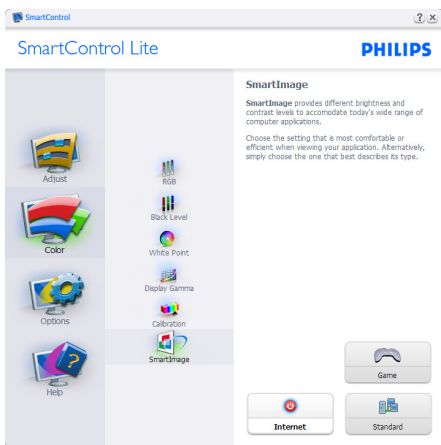 SmartControl
SmartControl Lite
PHILIPS
Adjust
Color
Options
Help
RGB
Black Level
White Point
Display Gamma
Calibration
SmartImage
SmartImage
SmartImage provides different brightness and
contrast levels to accomodate today's wide range of
computer applications.
Choose the setting that is most comfortable or
efficient when viewing your application. Alternatively,
simply choose the one that best describes its type.
Game
Internet
Standard